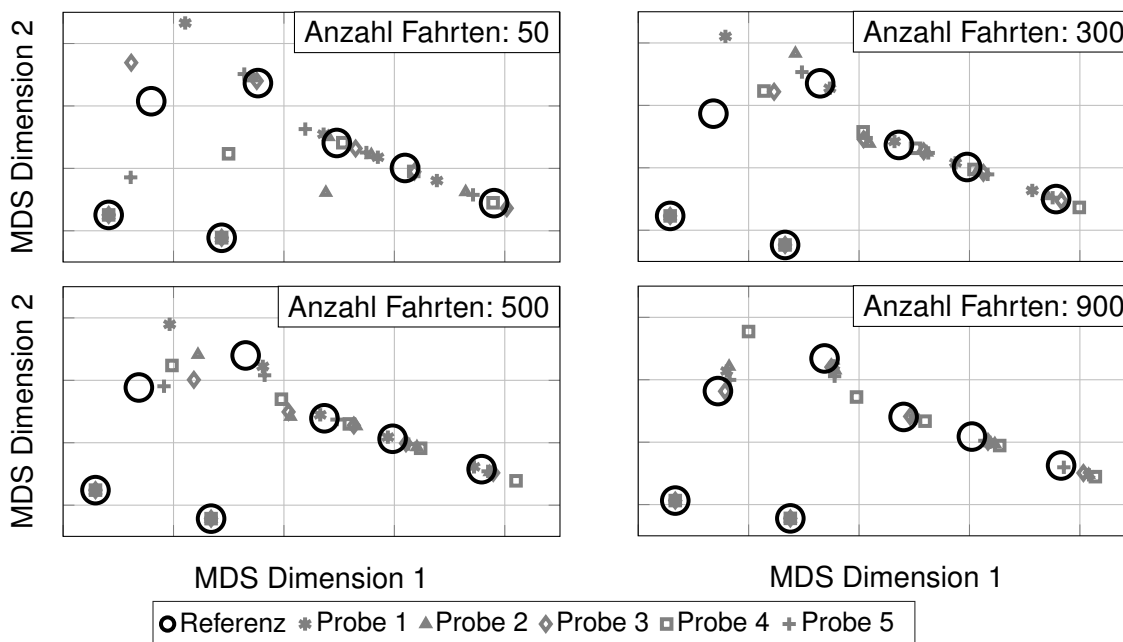 MDS Dimension 2
Anzahl Fahrten: 50
Anzahl Fahrten: 300
MDS Dimension 2
Anzahl Fahrten: 500
Anzahl Fahrten: 900
MDS Dimension 1
MDS Dimension 1
Referenz Probe 1 Probe 2 Probe 3 Probe 4 Probe 5